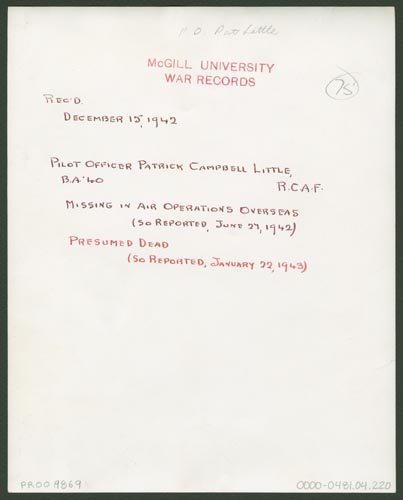 P.O. Pat Little
McGILL UNIVERSITY
WAR RECORDS
75
REC'D.
DECEMBER 15, 1942
PILOT OFFICER PATRICK CAMPBELL LITTLE,
B.A. '40
R.C.A.F.
MISSING IN AIR OPERATIONS OVERSEAS
(SO REPORTED, JUNE 27, 1942)
PRESUMED DEAD
(SO REPORTED, JANUARY 22, 1943)
PR009869
0000-0481.04.220